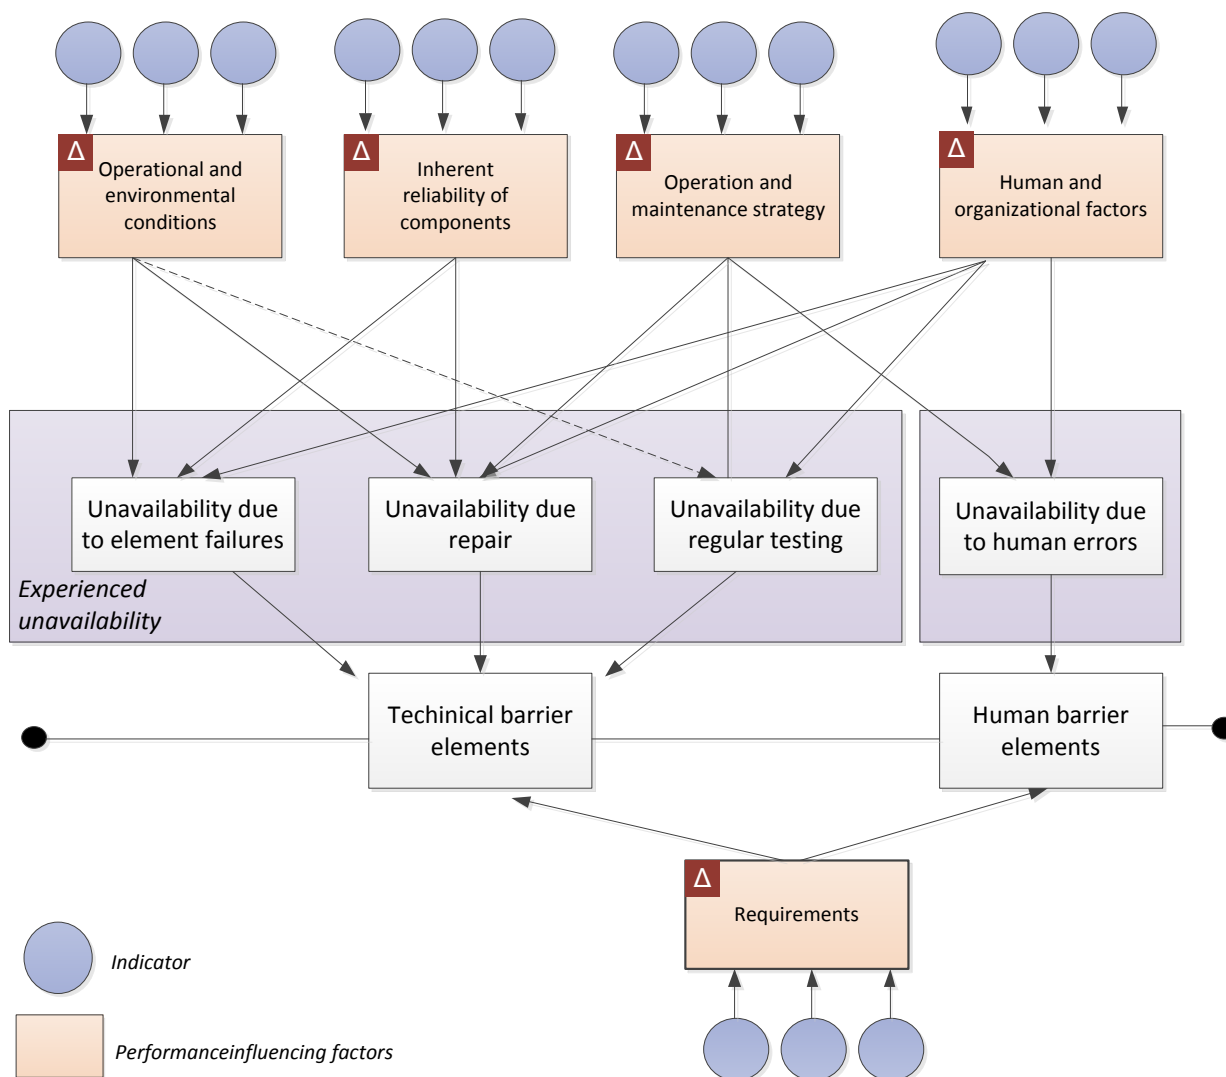 Δ
Operational and
environmental
conditions
Δ
Inherent
reliability of
components
Δ
Operation and
maintenance strategy
Δ
Human and
organizational factors
Unavailability due
to element failures
Unavailability due
repair
Unavailability due
regular testing
Unavailability due
to human errors
Experienced
unavailability
Techinical barrier
elements
Human barrier
elements
Δ
Requirements
Indicator
Performanceinfluencing factors